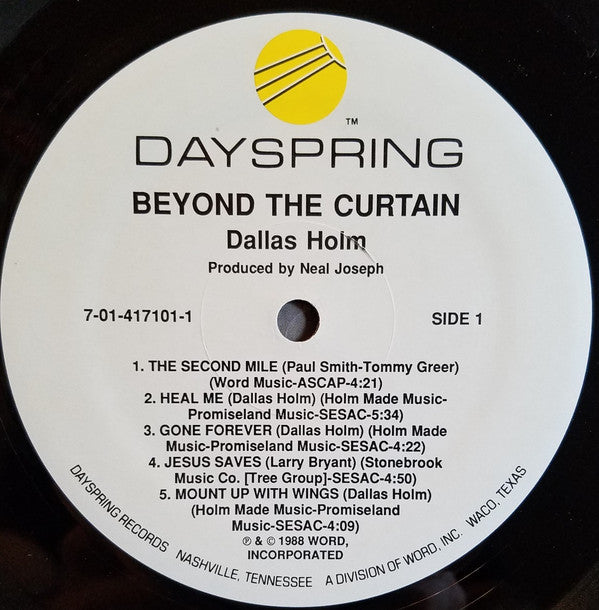 TM
DAYSPRING
BEYOND THE CURTAIN
Dallas Holm
Produced by Neal Joseph
7-01-417101-1
SIDE 1
1. THE SECOND MILE (Paul Smith-Tommy Greer)
(Word Music-ASCAP-4:21)
2. HEAL ME (Dallas Holm) (Holm Made Music-
Promiseland Music-SESAC-5:34)
3. GONE FOREVER (Dallas Holm) (Holm Made
Music-Promiseland Music-SESAC-4:22)
4. JESUS SAVES (Larry Bryant) (Stonebrook
Music Co. [Tree Group]-SESAC-4:50)
5. MOUNT UP WITH WINGS (Dallas Holm)
(Holm Made Music-Promiseland
Music-SESAC-4:09)
℗ & © 1988 WORD,
INCORPORATED
DAYSPRING RECORDS NASHVILLE, TENNESSEE A DIVISION OF WORD, INC. WACO, TEXAS